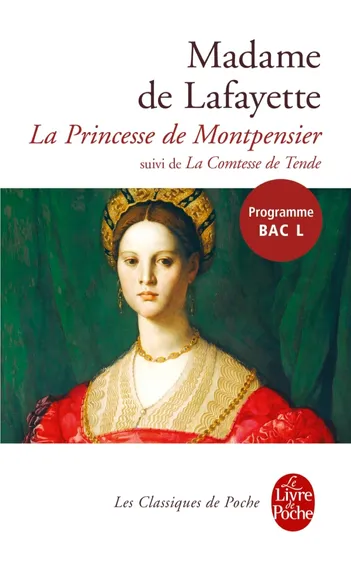 Madame
de Lafayette
La Princesse de Montpensier
suivi de La Comtesse de Tende
Programme
BAC L
Les Classiques de Poche
Le
Livre
de
Poche